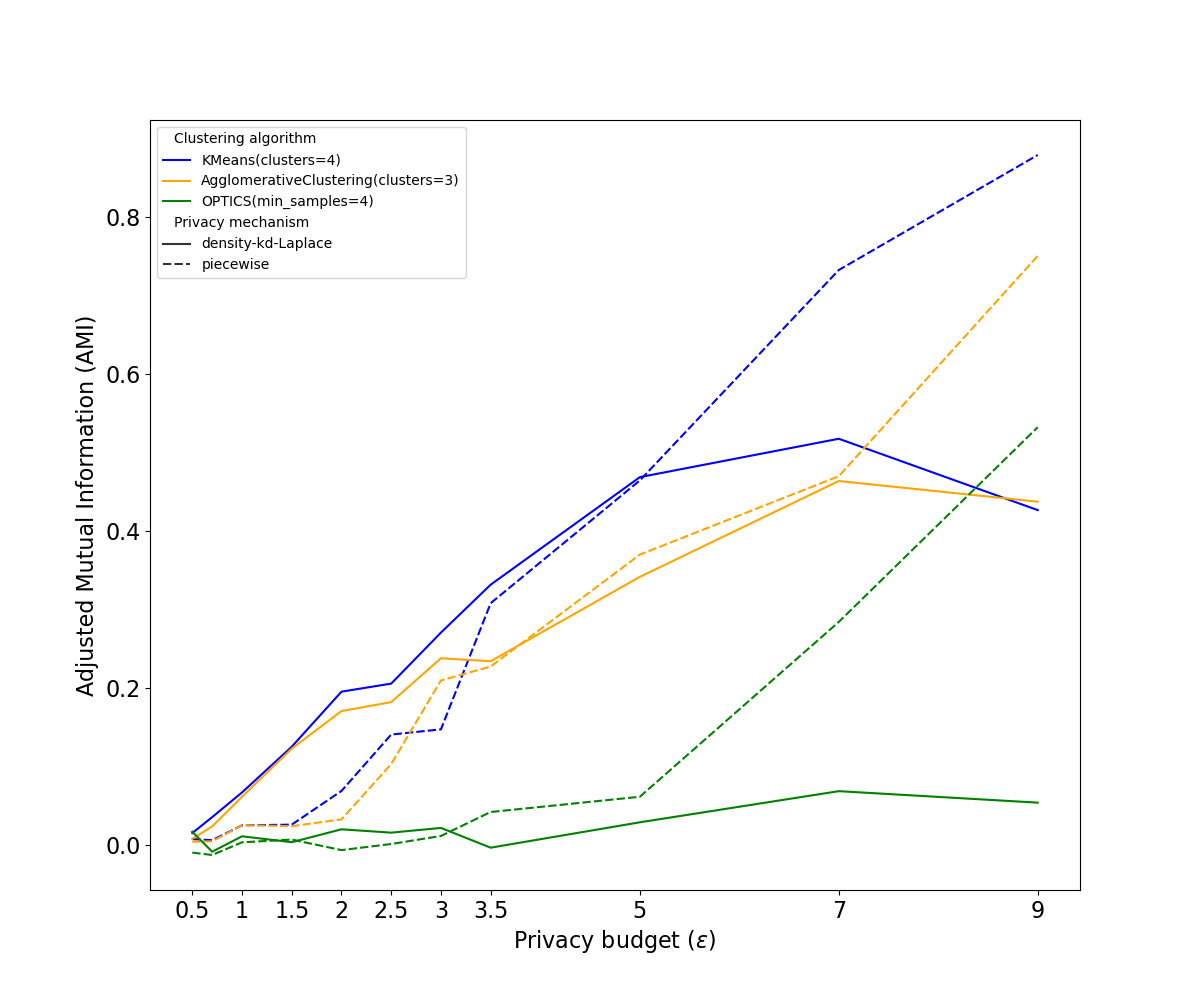 Clustering algorithm
KMeans(clusters=4)
AgglomerativeClustering(clusters=3)
OPTICS(min_samples=4)
Privacy mechanism
density-kd-Laplace
piecewise
Adjusted Mutual Information (AMI)
0.8
0.6
0.4
0.2
0.0
0.5 1 1.5 2 2.5 3 3.5 5 7 9
Privacy budget (ε)